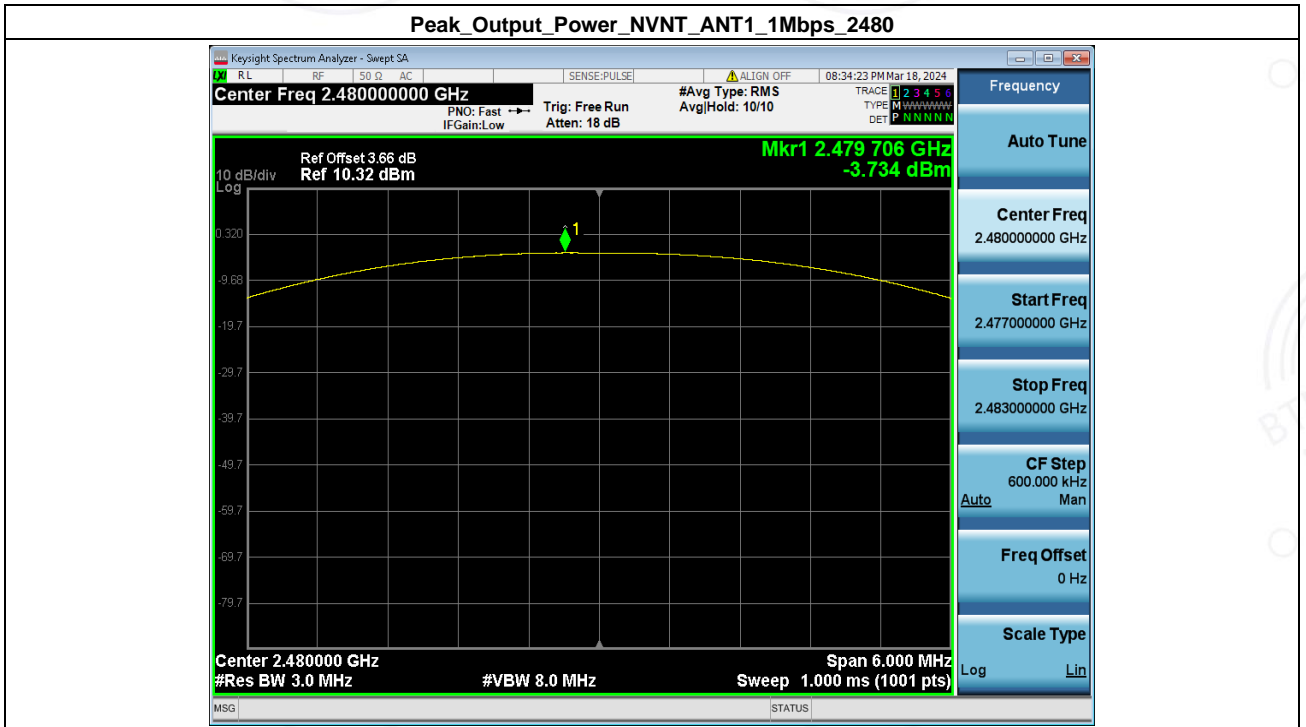 Peak_Output_Power_NVNT_ANT1_1Mbps_2480
Keysight Spectrum Analyzer - Swept SA
LXI RL RF 50 Ω AC SENSE:PULSE ALIGN OFF 08:34:23 PM Mar 18, 2024
Center Freq 2.480000000 GHz
PNO: Fast
IFGain:Low
Trig: Free Run
Atten: 18 dB
#Avg Type: RMS
Avg|Hold: 10/10
TRACE 1 2 3 4 5 6
TYPE M WWWWW
DET P N N N N N
Mkr1 2.479 706 GHz
-3.734 dBm
Ref Offset 3.66 dB
10 dB/div Ref 10.32 dBm
Log
1
0.320
-9.68
-19.7
-29.7
-39.7
-49.7
-59.7
-69.7
-79.7
Center 2.480000 GHz Span 6.000 MHz
#Res BW 3.0 MHz #VBW 8.0 MHz Sweep 1.000 ms (1001 pts)
MSG STATUS
Frequency
Auto Tune
Center Freq
2.480000000 GHz
Start Freq
2.477000000 GHz
Stop Freq
2.483000000 GHz
CF Step
600.000 kHz
Auto Man
Freq Offset
0 Hz
Scale Type
Log Lin